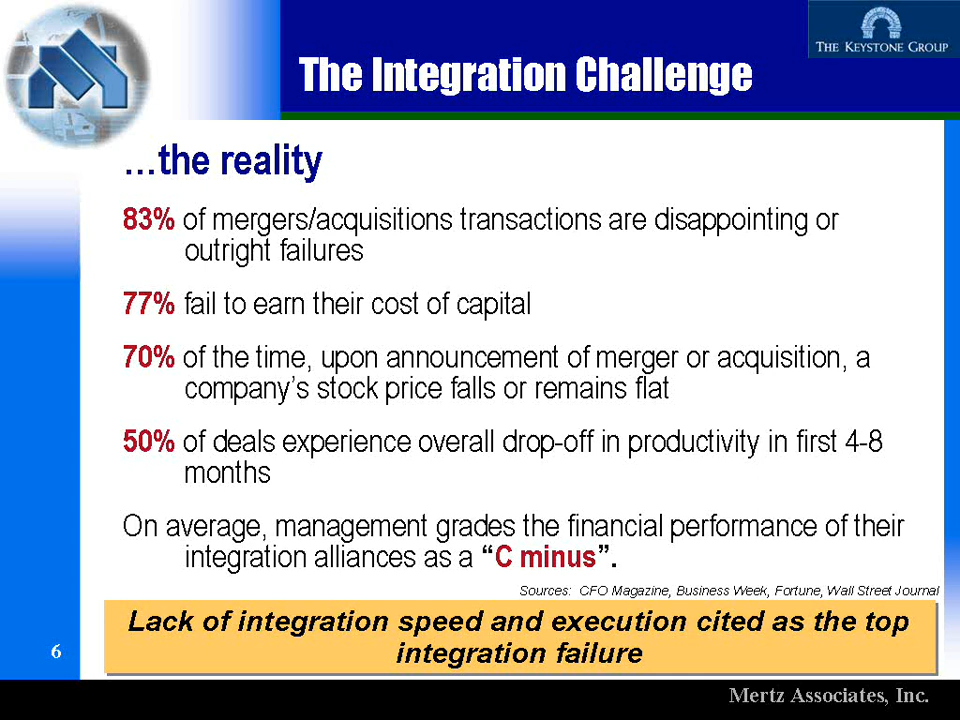 THE KEYSTONE GROUP
The Integration Challenge
…the reality
83% of mergers/acquisitions transactions are disappointing or
outright failures
77% fail to earn their cost of capital
70% of the time, upon announcement of merger or acquisition, a
company’s stock price falls or remains flat
50% of deals experience overall drop-off in productivity in first 4-8
months
On average, management grades the financial performance of their
integration alliances as a “C minus”.
Sources: CFO Magazine, Business Week, Fortune, Wall Street Journal
Lack of integration speed and execution cited as the top
integration failure
6
Mertz Associates, Inc.